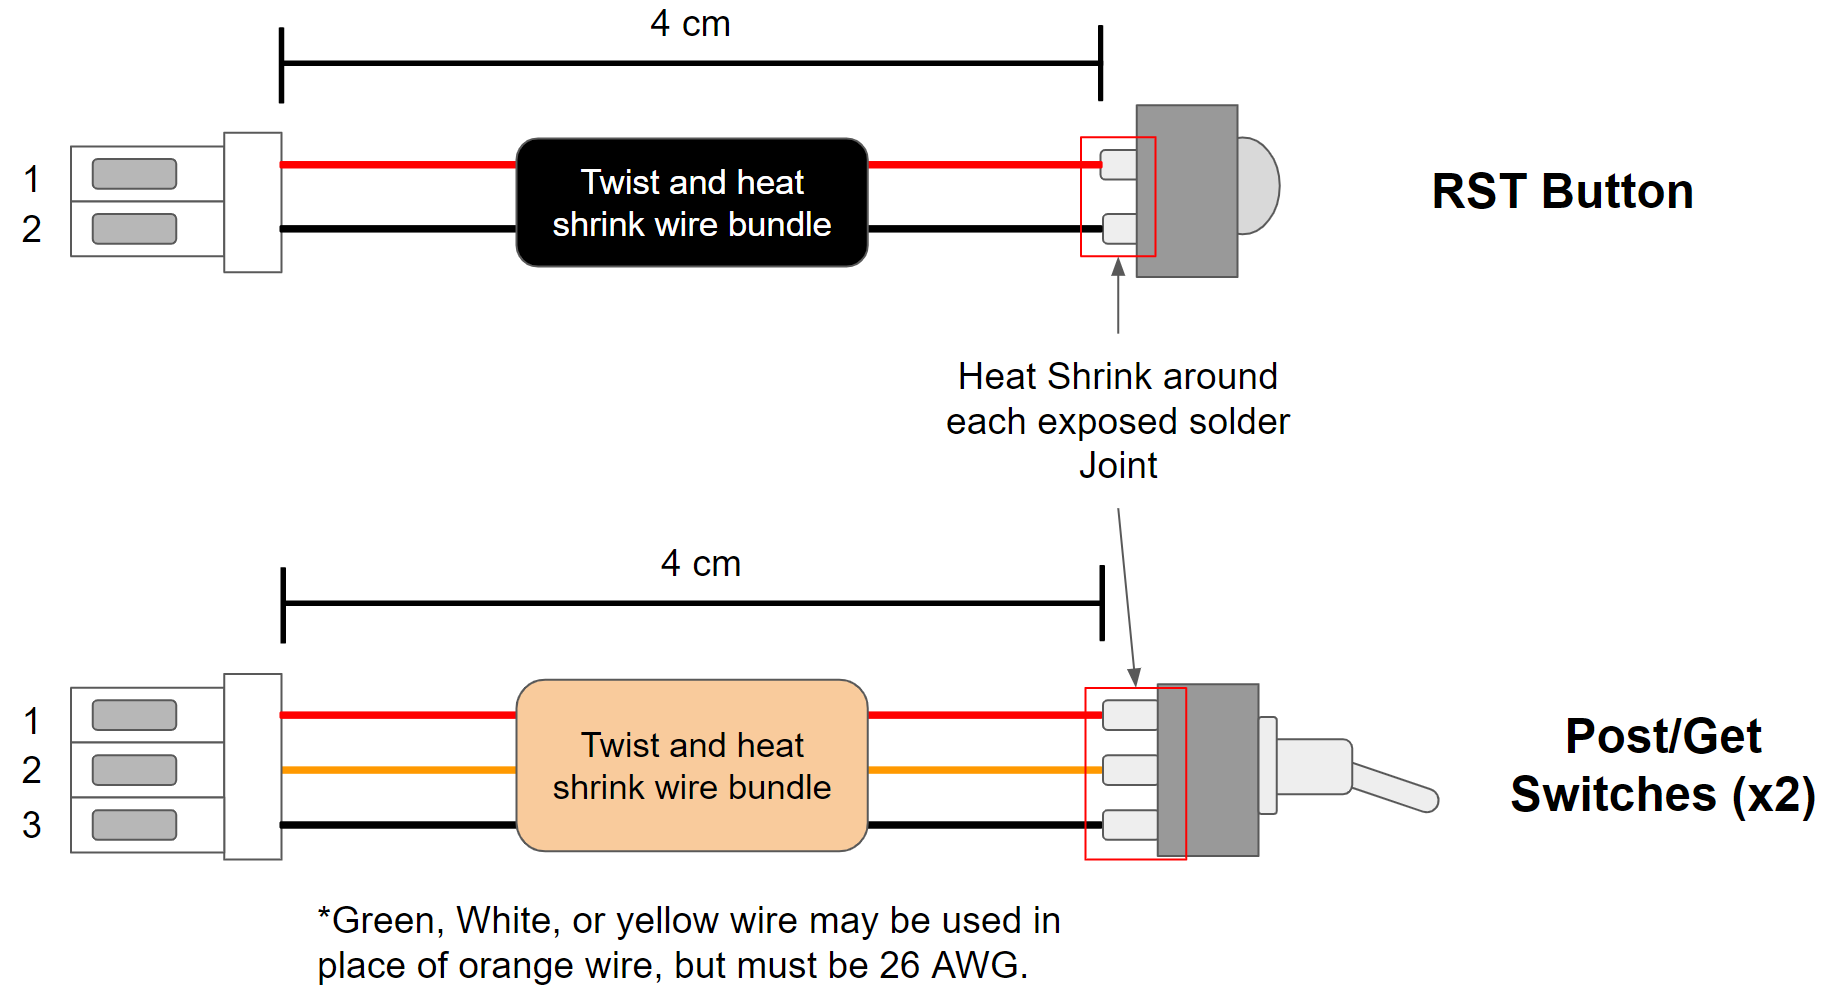 4 cm
1
2
Twist and heat
shrink wire bundle
RST Button
Heat Shrink around
each exposed solder
Joint
4 cm
1
2
3
Twist and heat
shrink wire bundle
Post/Get
Switches (x2)
*Green, White, or yellow wire may be used in
place of orange wire, but must be 26 AWG.